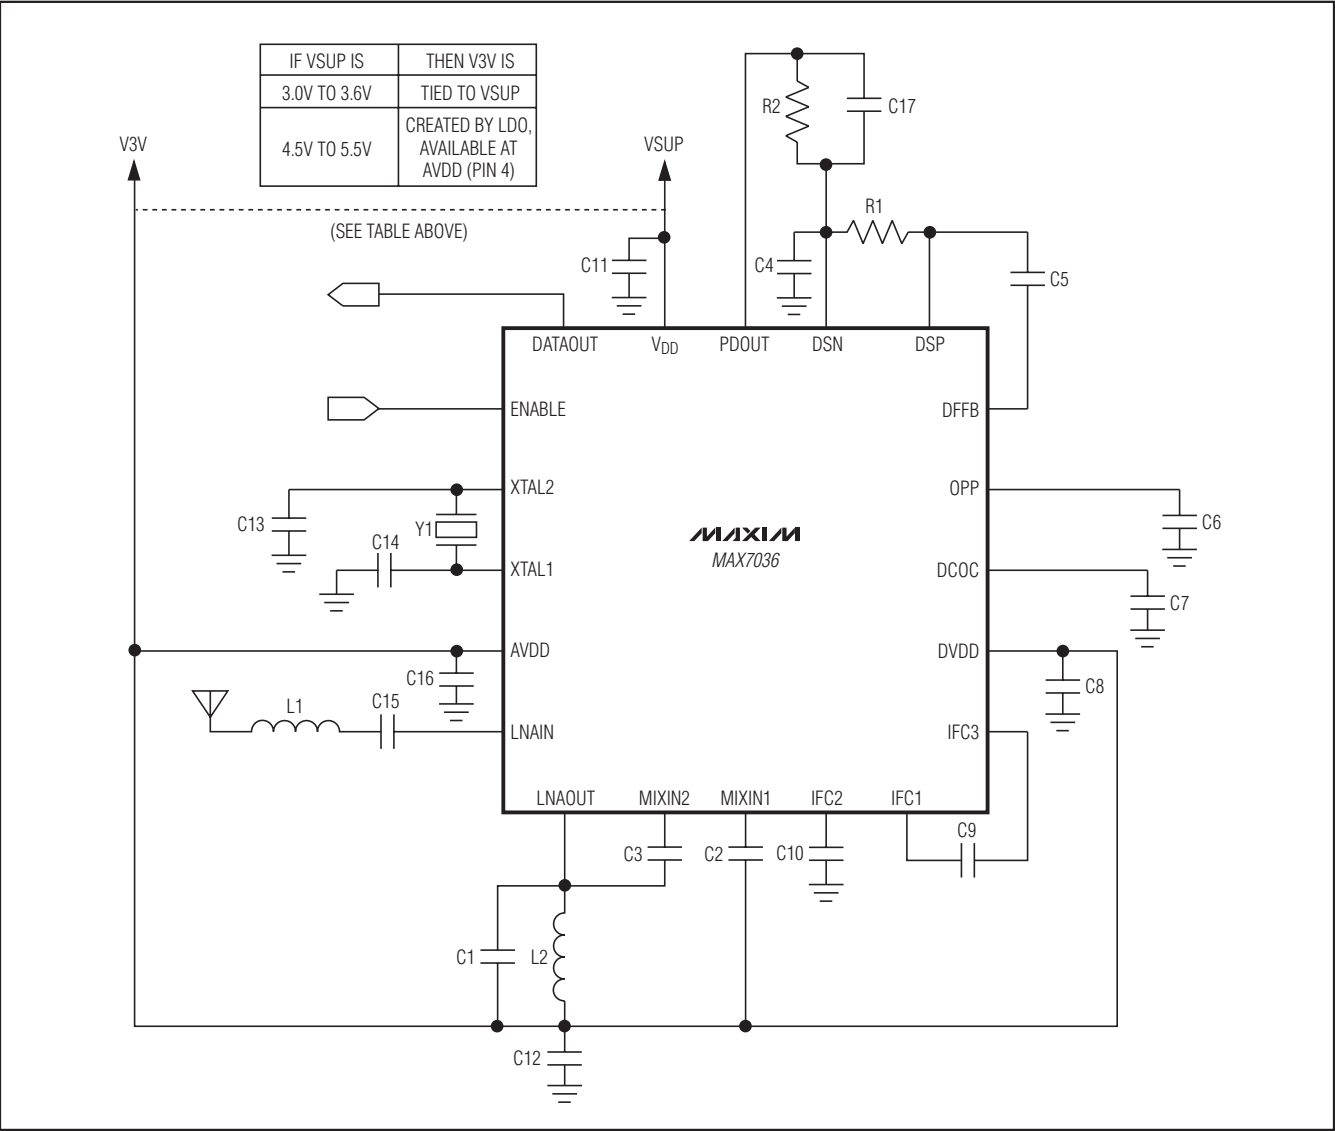 IF VSUP IS THEN V3V IS
3.0V TO 3.6V TIED TO VSUP
4.5V TO 5.5V CREATED BY LDO,
AVAILABLE AT
AVDD (PIN 4)
V3V
VSUP
(SEE TABLE ABOVE)
R2
C17
R1
C11
C4
C5
DATAOUT
VDD
PDOUT
DSN
DSP
ENABLE
DFFB
XTAL2
OPP
C13
Y1
C14
XTAL1
MAXIM
MAX7036
C6
DCOC
C7
AVDD
C16
DVDD
C8
L1
C15
LNAIN
IFC3
LNAOUT
MIXIN2
MIXIN1
IFC2
IFC1
C3
C2
C10
C9
C1
L2
C12